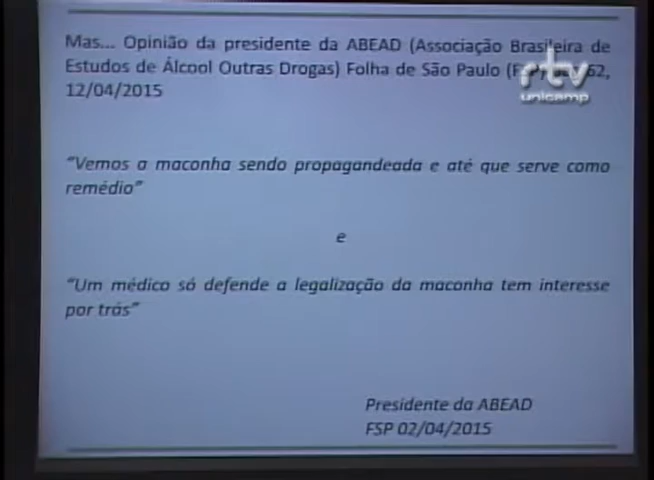 Mas... Opinião da presidente da ABEAD (Associação Brasileira de
Estudos de Álcool Outras Drogas) Folha de São Paulo
12/04/2015
rtv
unicamp
"Vemos a maconha sendo propagandeada e até que serve como
remédio"
e
"Um médico só defende a legalização da maconha tem interesse
por trás"
Presidente da ABEAD
FSP 02/04/2015